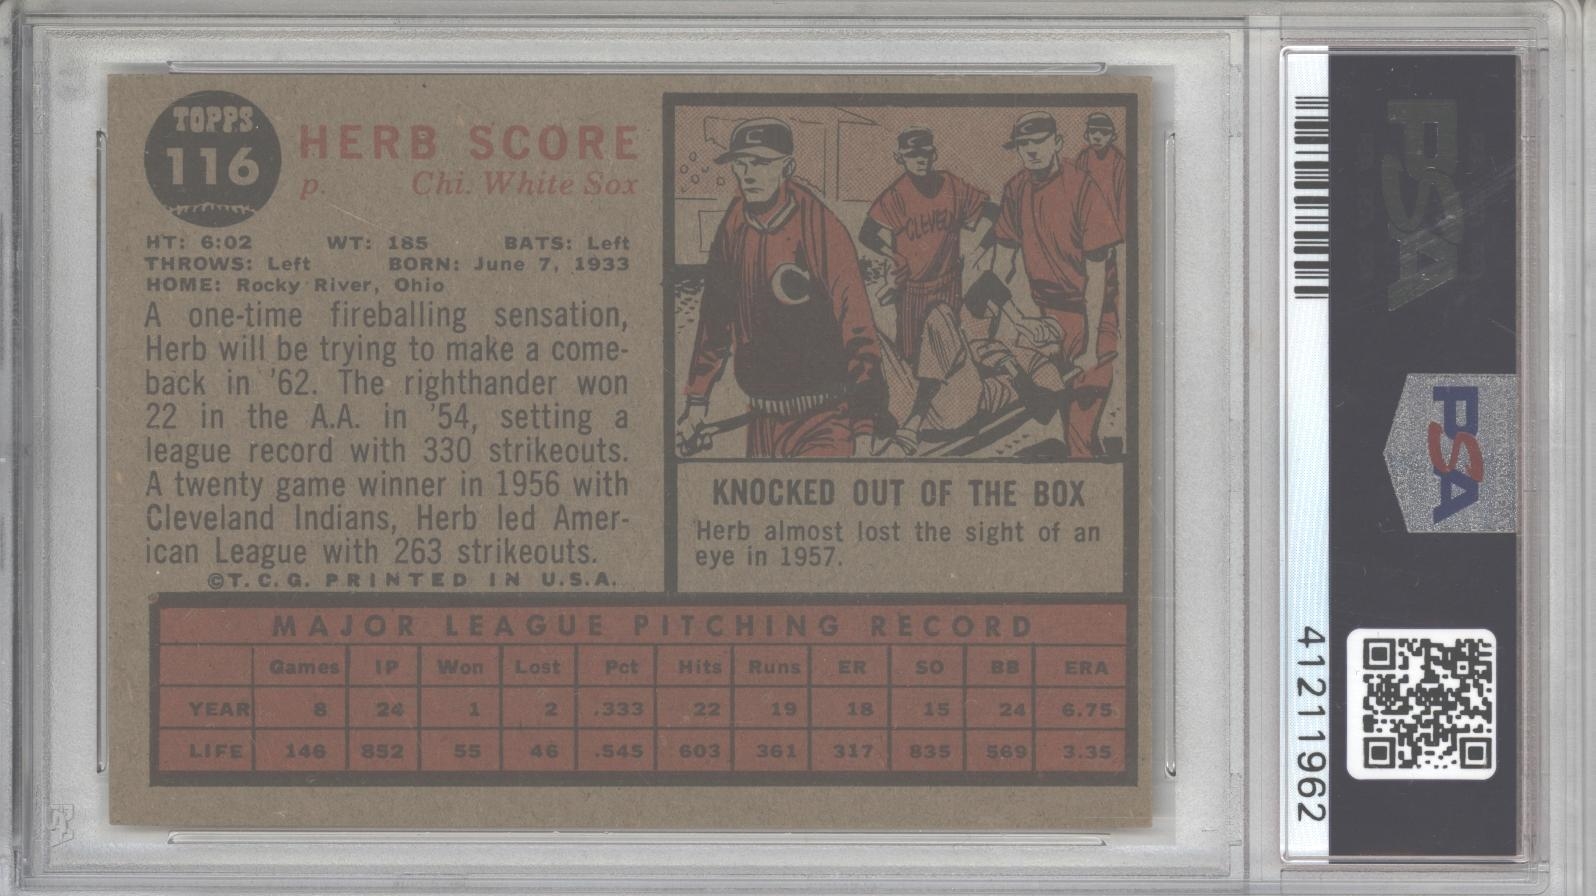 TOPPS
116
HERB SCORE
p. Chi. White Sox
HT: 6:02 WT: 185 BATS: Left
THROWS: Left BORN: June 7, 1933
HOME: Rocky River, Ohio
A one-time fireballing sensation,
Herb will be trying to make a come-
back in '62. The righthander won
22 in the A.A. in '54, setting a
league record with 330 strikeouts.
A twenty game winner in 1956 with
Cleveland Indians, Herb led Amer-
ican League with 263 strikeouts.
©T.C.G. PRINTED IN U.S.A.
C
C
C
CLEVEL
KNOCKED OUT OF THE BOX
Herb almost lost the sight of an
eye in 1957.
MAJOR LEAGUE PITCHING RECORD
Games IP Won Lost Pct Hits Runs ER SO BB ERA
YEAR 8 24 1 2 .333 22 19 18 15 24 6.75
LIFE 146 852 55 46 .545 603 361 317 835 569 3.35
PSA
PSA
41211962